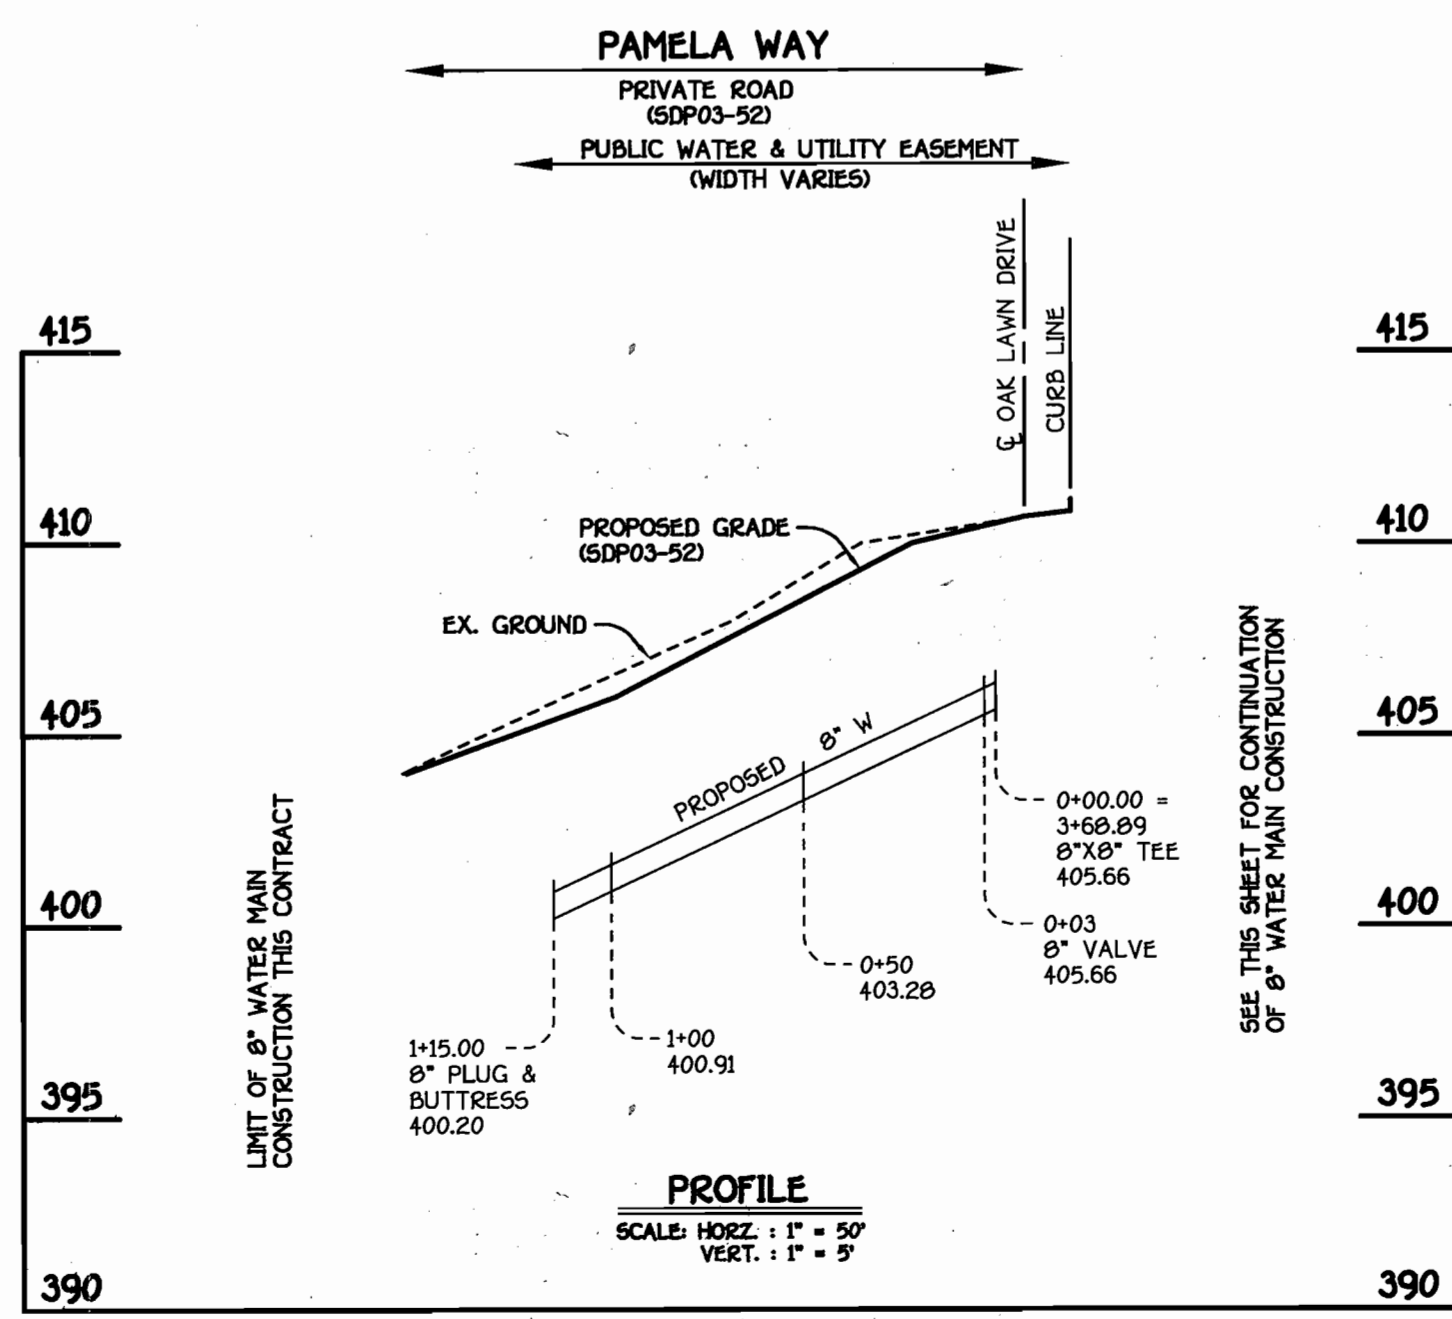 PAMELA WAY
PRIVATE ROAD
(SDP03-52)
PUBLIC WATER & UTILITY EASEMENT
(WIDTH VARIES)
℄ OAK LAWN DRIVE
CURB LINE
415
415
410
410
405
405
400
400
395
395
390
390
PROPOSED GRADE
(SDP03-52)
EX. GROUND
PROPOSED 8" W
LIMIT OF 8" WATER MAIN
CONSTRUCTION THIS CONTRACT
SEE THIS SHEET FOR CONTINUATION
OF 8" WATER MAIN CONSTRUCTION
0+00.00 =
3+68.89
8"X8" TEE
405.66
0+03
8" VALVE
405.66
0+50
403.28
1+00
400.91
1+15.00
8" PLUG &
BUTTRESS
400.20
PROFILE
SCALE: HORZ. : 1" = 50'
VERT. : 1" = 5'